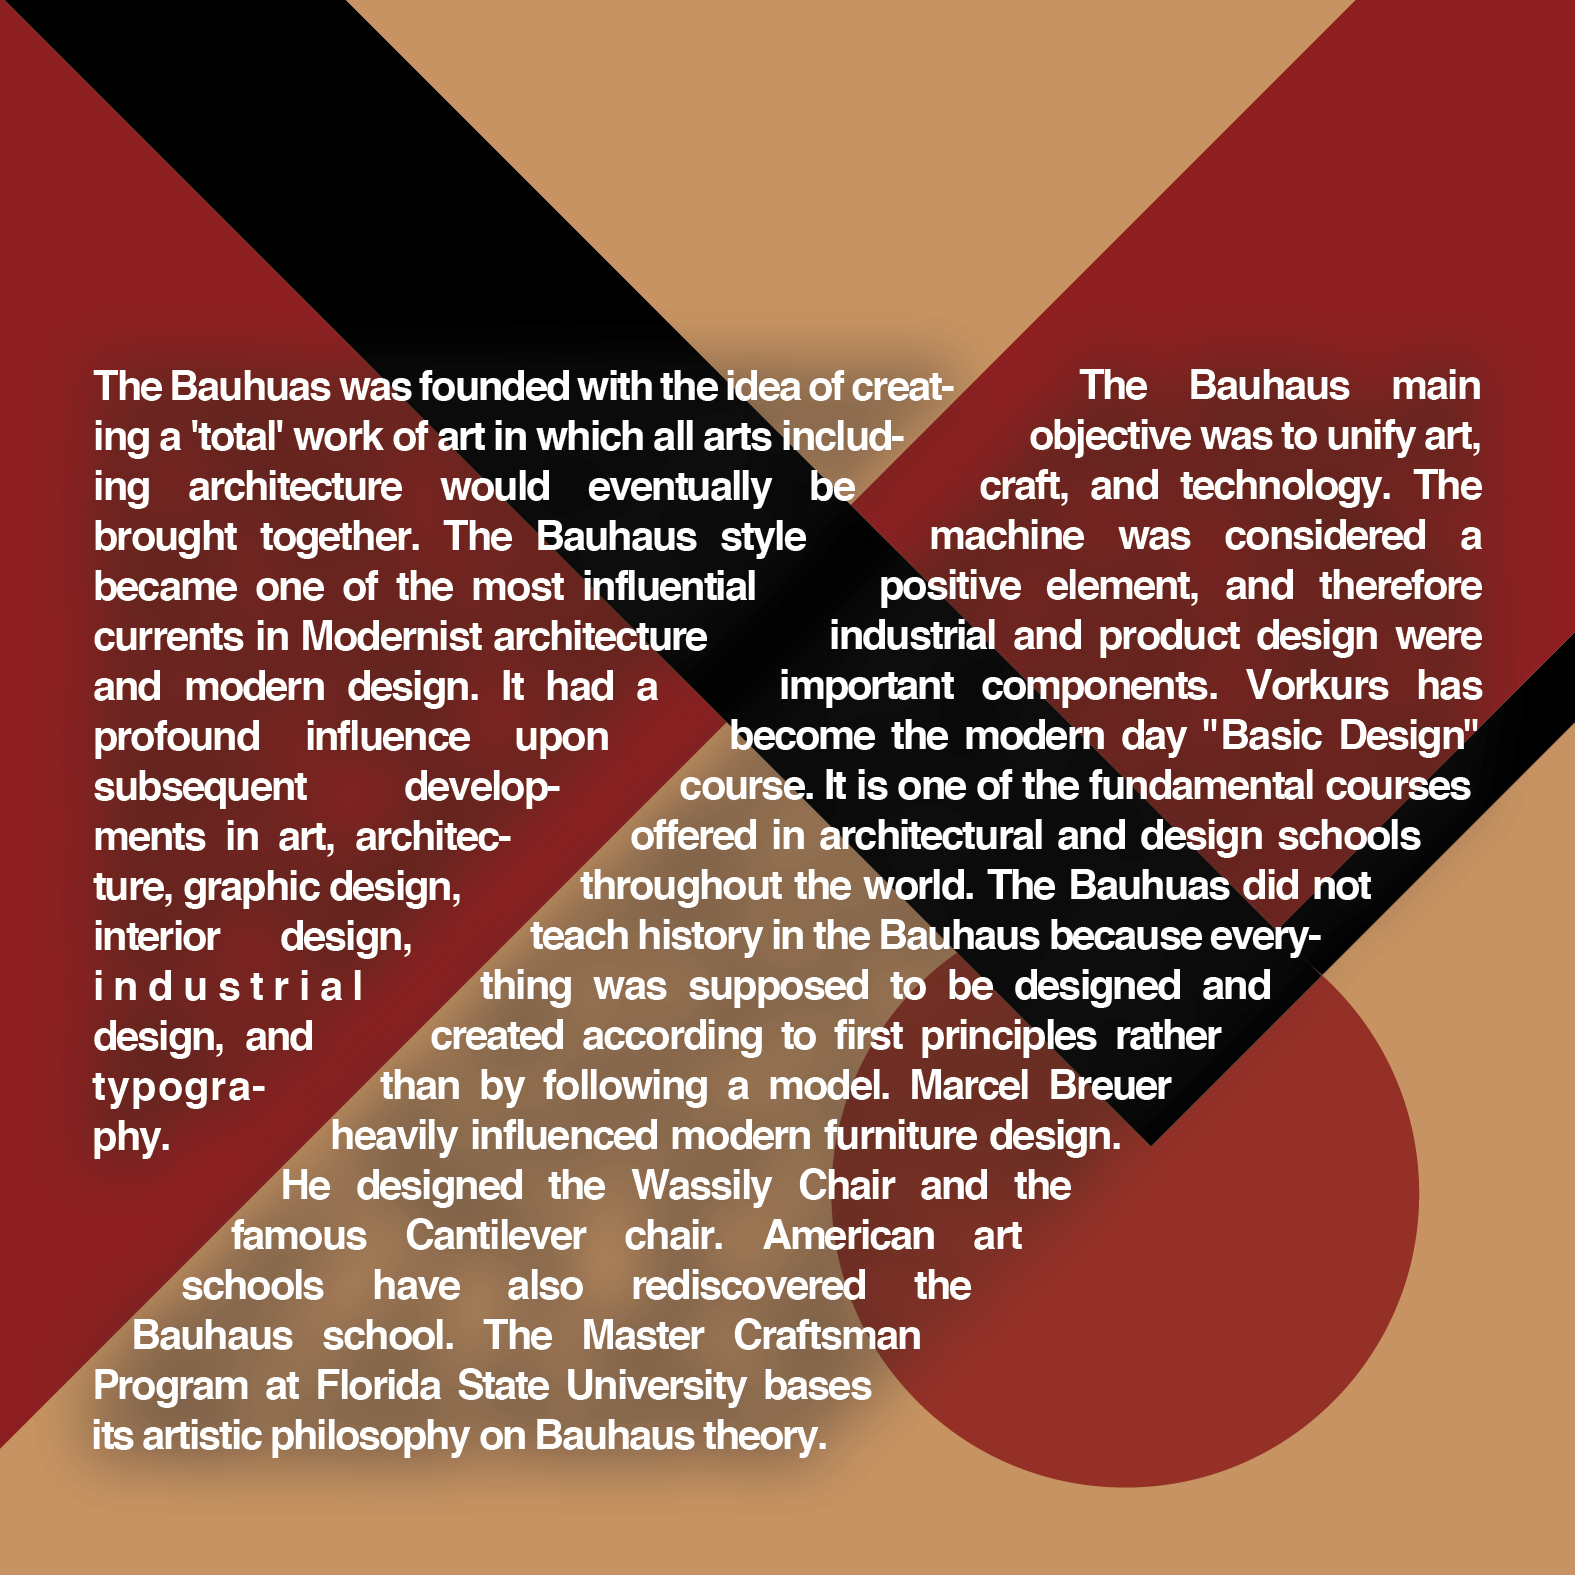 The Bauhuas was founded with the idea of creat-
ing a 'total' work of art in which all arts includ-
ing architecture would eventually be
brought together. The Bauhaus style
became one of the most influential
currents in Modernist architecture
and modern design. It had a
profound influence upon
subsequent develop-
ments in art, architec-
ture, graphic design,
interior design,
industrial
design, and
typogra-
phy.
The Bauhaus main
objective was to unify art,
craft, and technology. The
machine was considered a
positive element, and therefore
industrial and product design were
important components. Vorkurs has
become the modern day "Basic Design"
course. It is one of the fundamental courses
offered in architectural and design schools
throughout the world. The Bauhuas did not
teach history in the Bauhaus because every-
thing was supposed to be designed and
created according to first principles rather
than by following a model. Marcel Breuer
heavily influenced modern furniture design.
He designed the Wassily Chair and the
famous Cantilever chair. American art
schools have also rediscovered the
Bauhaus school. The Master Craftsman
Program at Florida State University bases
its artistic philosophy on Bauhaus theory.